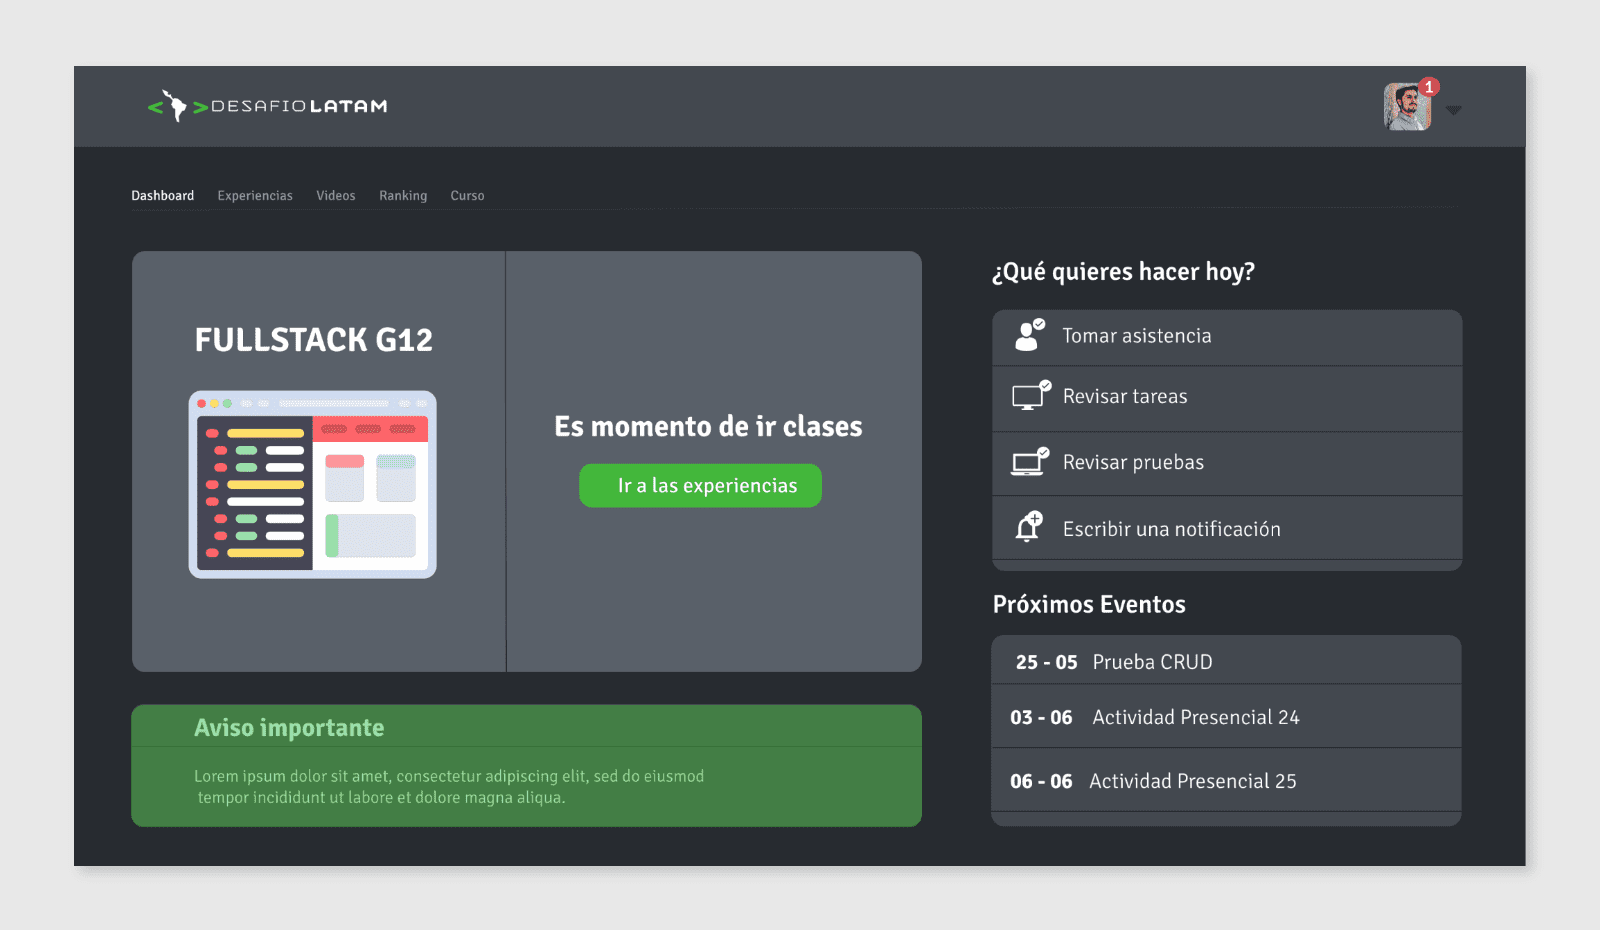 DESAFIOLATAM
1
Dashboard Experiencias Videos Ranking Curso
FULLSTACK G12
Es momento de ir clases
Ir a las experiencias
Aviso importante
Lorem ipsum dolor sit amet, consectetur adipiscing elit, sed do eiusmod
tempor incididunt ut labore et dolore magna aliqua.
¿Qué quieres hacer hoy?
Tomar asistencia
Revisar tareas
Revisar pruebas
Escribir una notificación
Próximos Eventos
25 - 05 Prueba CRUD
03 - 06 Actividad Presencial 24
06 - 06 Actividad Presencial 25